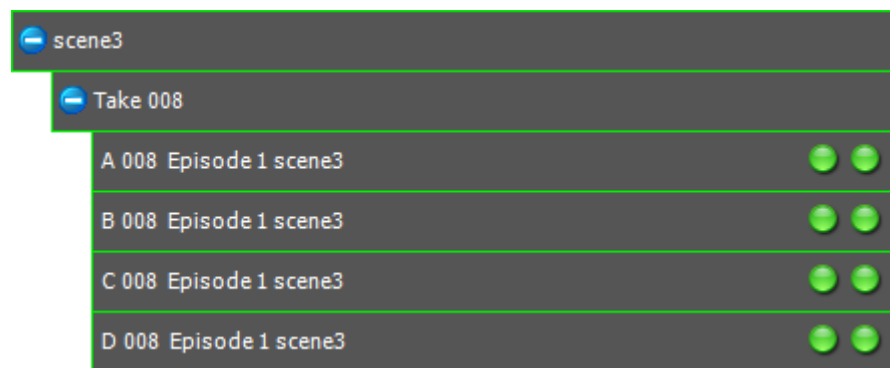 scene3
Take 008
A 008 Episode 1 scene3
B 008 Episode 1 scene3
C 008 Episode 1 scene3
D 008 Episode 1 scene3